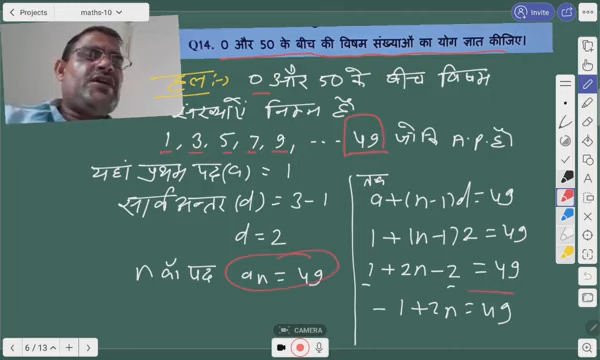 Projects maths-10 Invite
Q14. 0 और 50 के बीच की विषम संख्याओं का योग ज्ञात कीजिए।
हल:-> 0 और 50 के बीच विषम
संख्याएँ निम्न हैं
1, 3, 5, 7, 9, ... 49 जो कि A.P. है
यहां प्रथम पद (a) = 1
सार्व अन्तर (d) = 3-1
d = 2
n वाँ पद an = 49
तब
a+(n-1)d=49
1+(n-1)2=49
1+2n-2=49
-1+2n=49
CAMERA
6 / 13